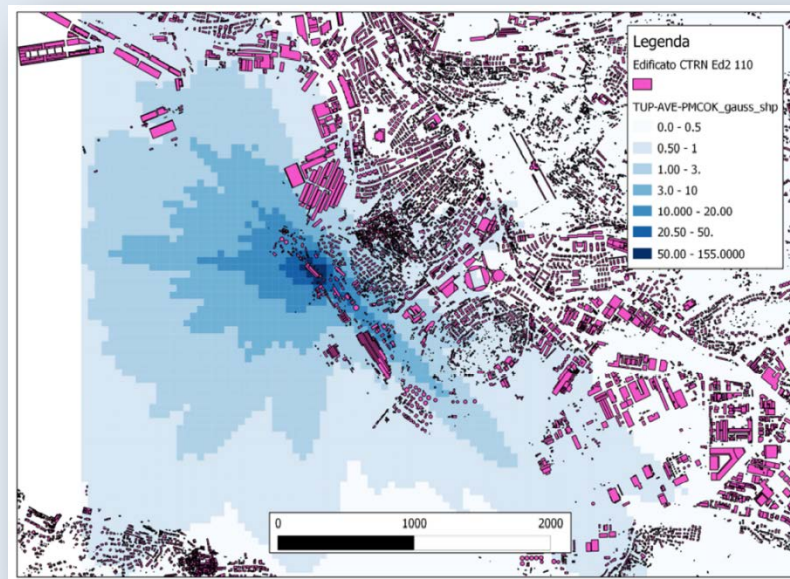 Legenda
Edificato CTRN Ed2 110
TUP-AVE-PMCOK_gauss_shp
0.0 - 0.5
0.50 - 1
1.00 - 3.
3.0 - 10
10.000 - 20.00
20.50 - 50.
50.00 - 155.0000
0 1000 2000